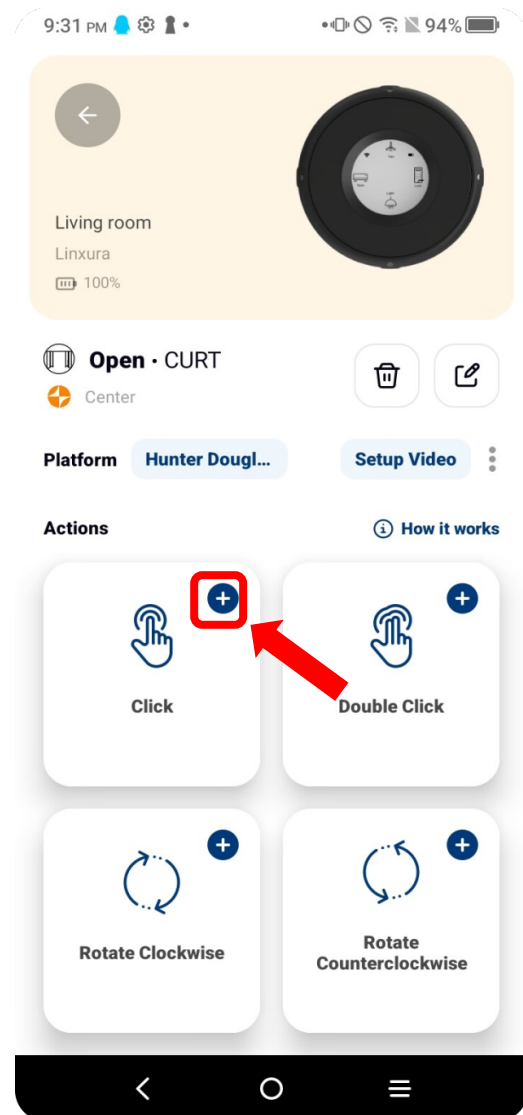 9:31 PM 94%
Living room
Linxura
100%
Open · CURT
Center
Platform Hunter Dougl... Setup Video
Actions How it works
Click Double Click
Rotate Clockwise Rotate
Counterclockwise